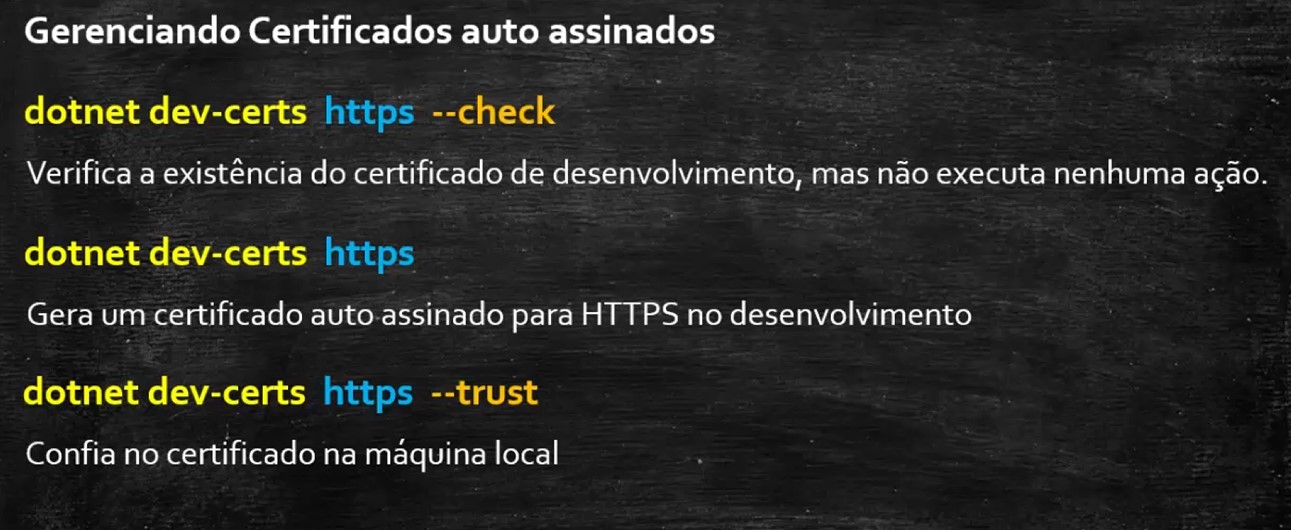 Gerenciando Certificados auto assinados
dotnet dev-certs https --check
Verifica a existência do certificado de desenvolvimento, mas não executa nenhuma ação.
dotnet dev-certs https
Gera um certificado auto assinado para HTTPS no desenvolvimento
dotnet dev-certs https --trust
Confia no certificado na máquina local